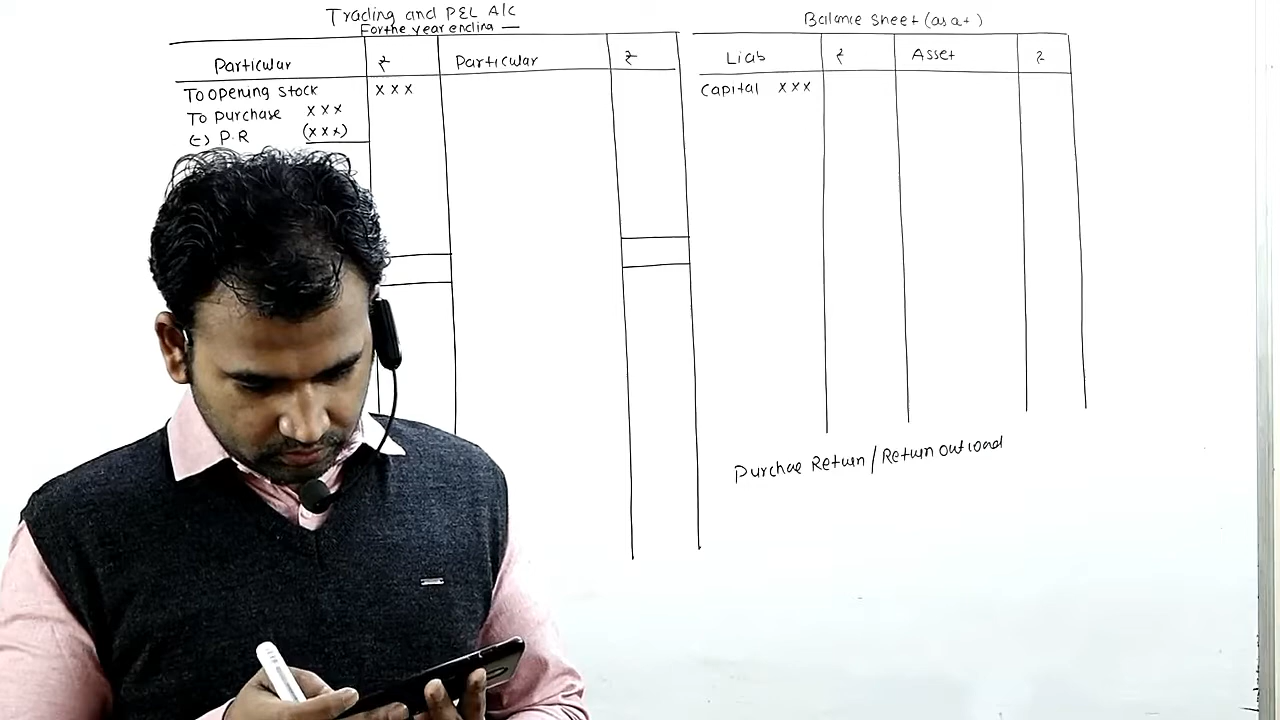 Trading and P&L A/c
For the year ending —
Particular ₹ Particular ₹
To opening stock xxx
To purchase xxx
(-) P.R (xxx)
Balance sheet (as at)
Liab ₹ Asset ₹
Capital xxx
Purchae Return / Return outward